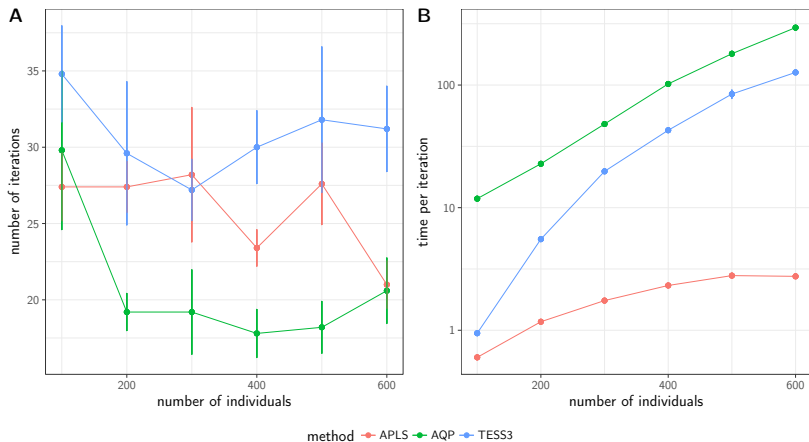 A
B
number of iterations
35
30
25
20
200
400
600
number of individuals
time per iteration
100
10
1
200
400
600
number of individuals
method APLS AQP TESS3